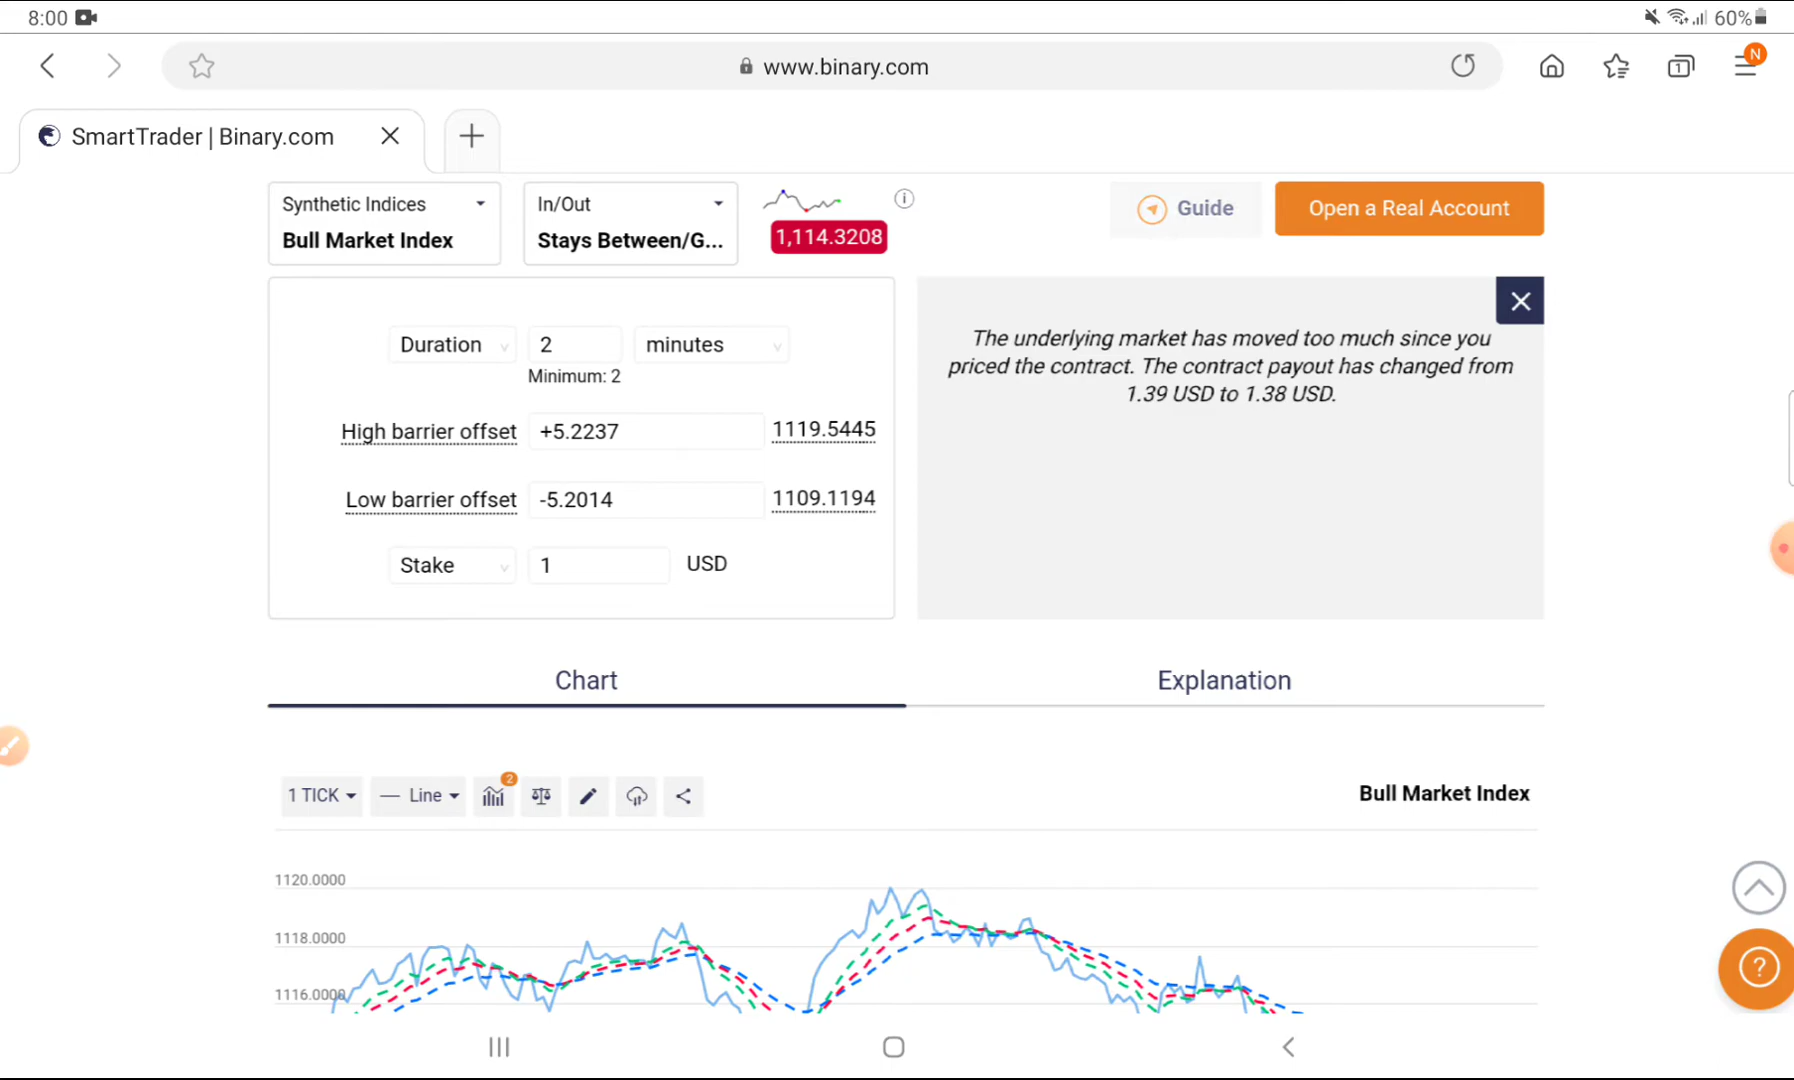 8:00
60%
www.binary.com
N
1
SmartTrader | Binary.com
Synthetic Indices
Bull Market Index
In/Out
Stays Between/G...
1,114.3208
Guide
Open a Real Account
Duration
2
minutes
Minimum: 2
High barrier offset
+5.2237
1119.5445
Low barrier offset
-5.2014
1109.1194
Stake
1
USD
The underlying market has moved too much since you
priced the contract. The contract payout has changed from
1.39 USD to 1.38 USD.
Chart
Explanation
1 TICK
Line
2
Bull Market Index
1120.0000
1118.0000
1116.0000
?